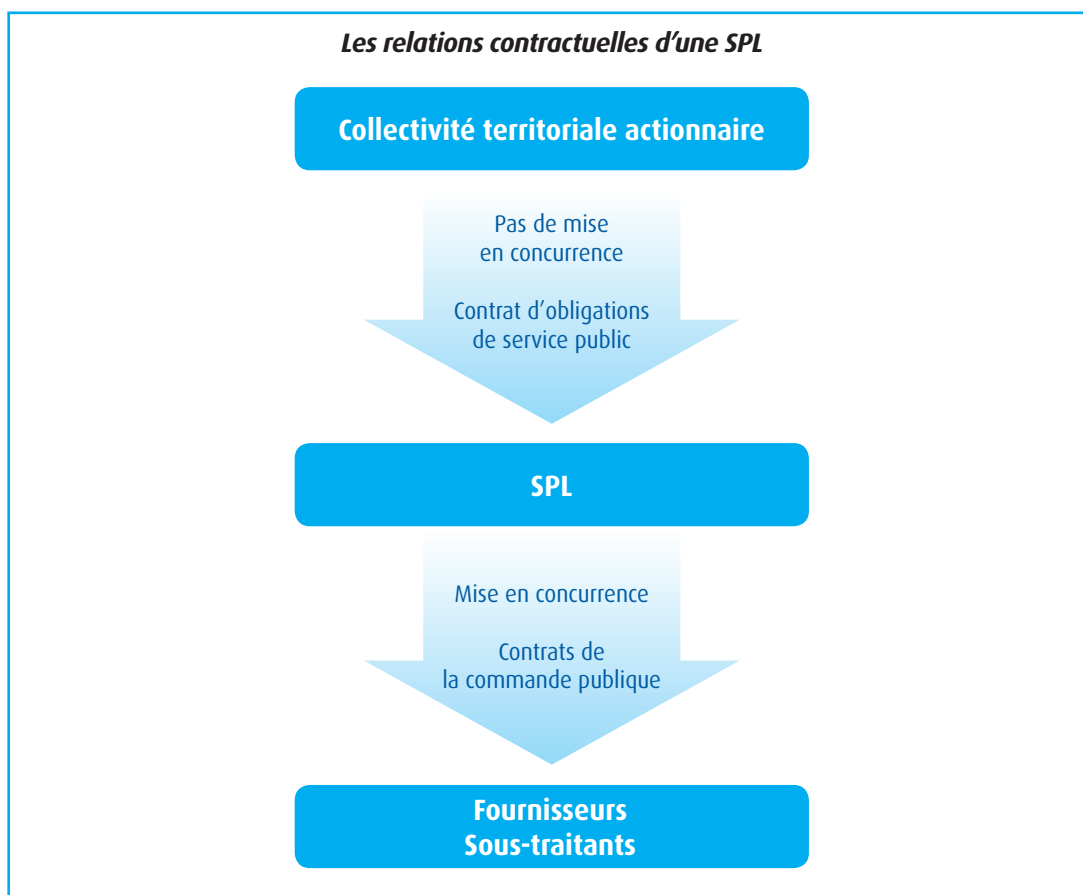 Les relations contractuelles d'une SPL
Collectivité territoriale actionnaire
Pas de mise
en concurrence
Contrat d'obligations
de service public
SPL
Mise en concurrence
Contrats de
la commande publique
Fournisseurs
Sous-traitants